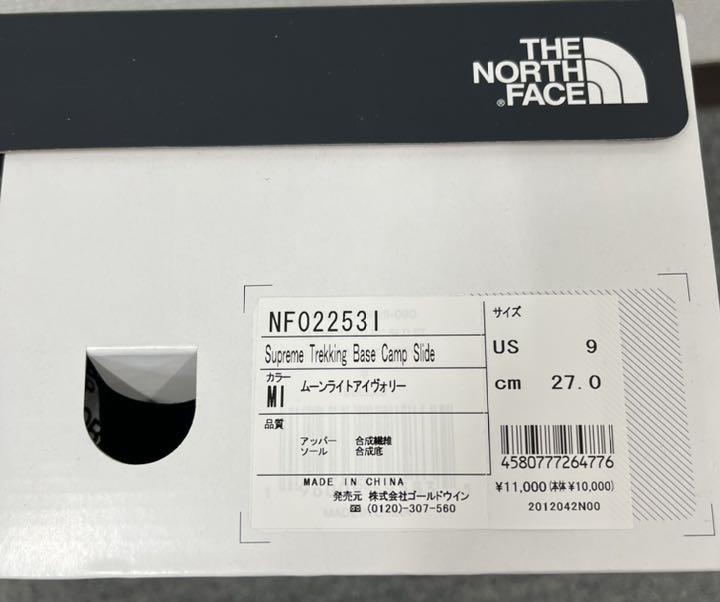 THE
NORTH
FACE
®
NF02253I
Supreme Trekking Base Camp Slide
カラー
MI ムーンライトアイヴォリー
品質
アッパー 合成繊維
ソール 合成底
MADE IN CHINA
発売元 株式会社ゴールドウイン
(0120)-307-560
サイズ
US 9
cm 27.0
4580777264776
¥11,000(本体¥10,000)
2012042N00